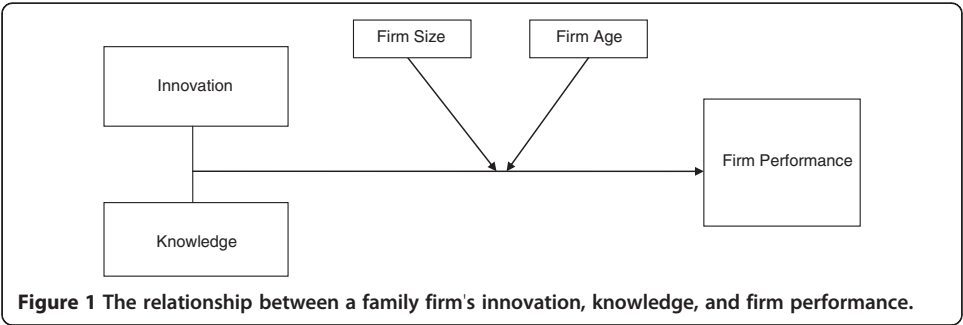 Firm Size
Firm Age
Innovation
Firm Performance
Knowledge
Figure 1 The relationship between a family firm's innovation, knowledge, and firm performance.